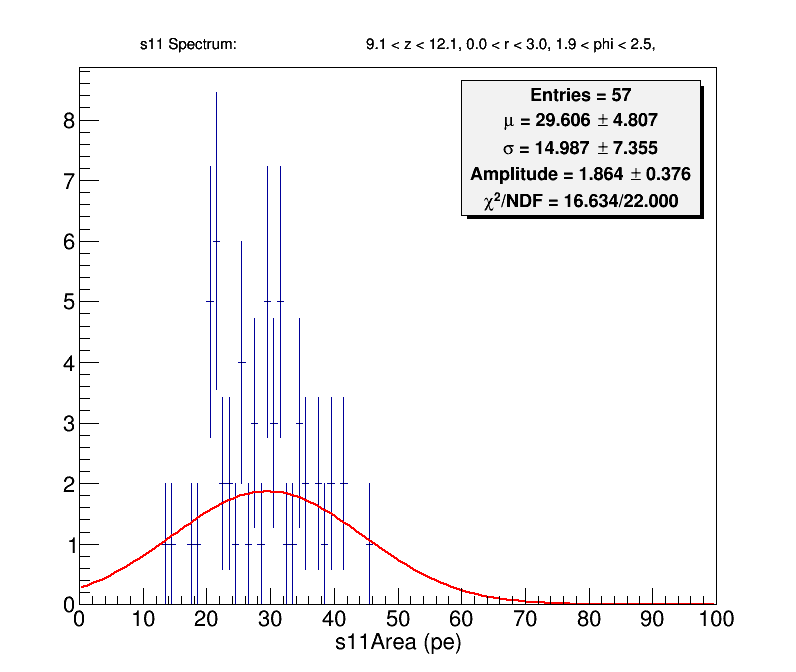 s11 Spectrum: 9.1 < z < 12.1, 0.0 < r < 3.0, 1.9 < phi < 2.5,
Entries = 57
μ = 29.606 ± 4.807
σ = 14.987 ± 7.355
Amplitude = 1.864 ± 0.376
χ²/NDF = 16.634/22.000
8
7
6
5
4
3
2
1
0
0 10 20 30 40 50 60 70 80 90 100
s11Area (pe)